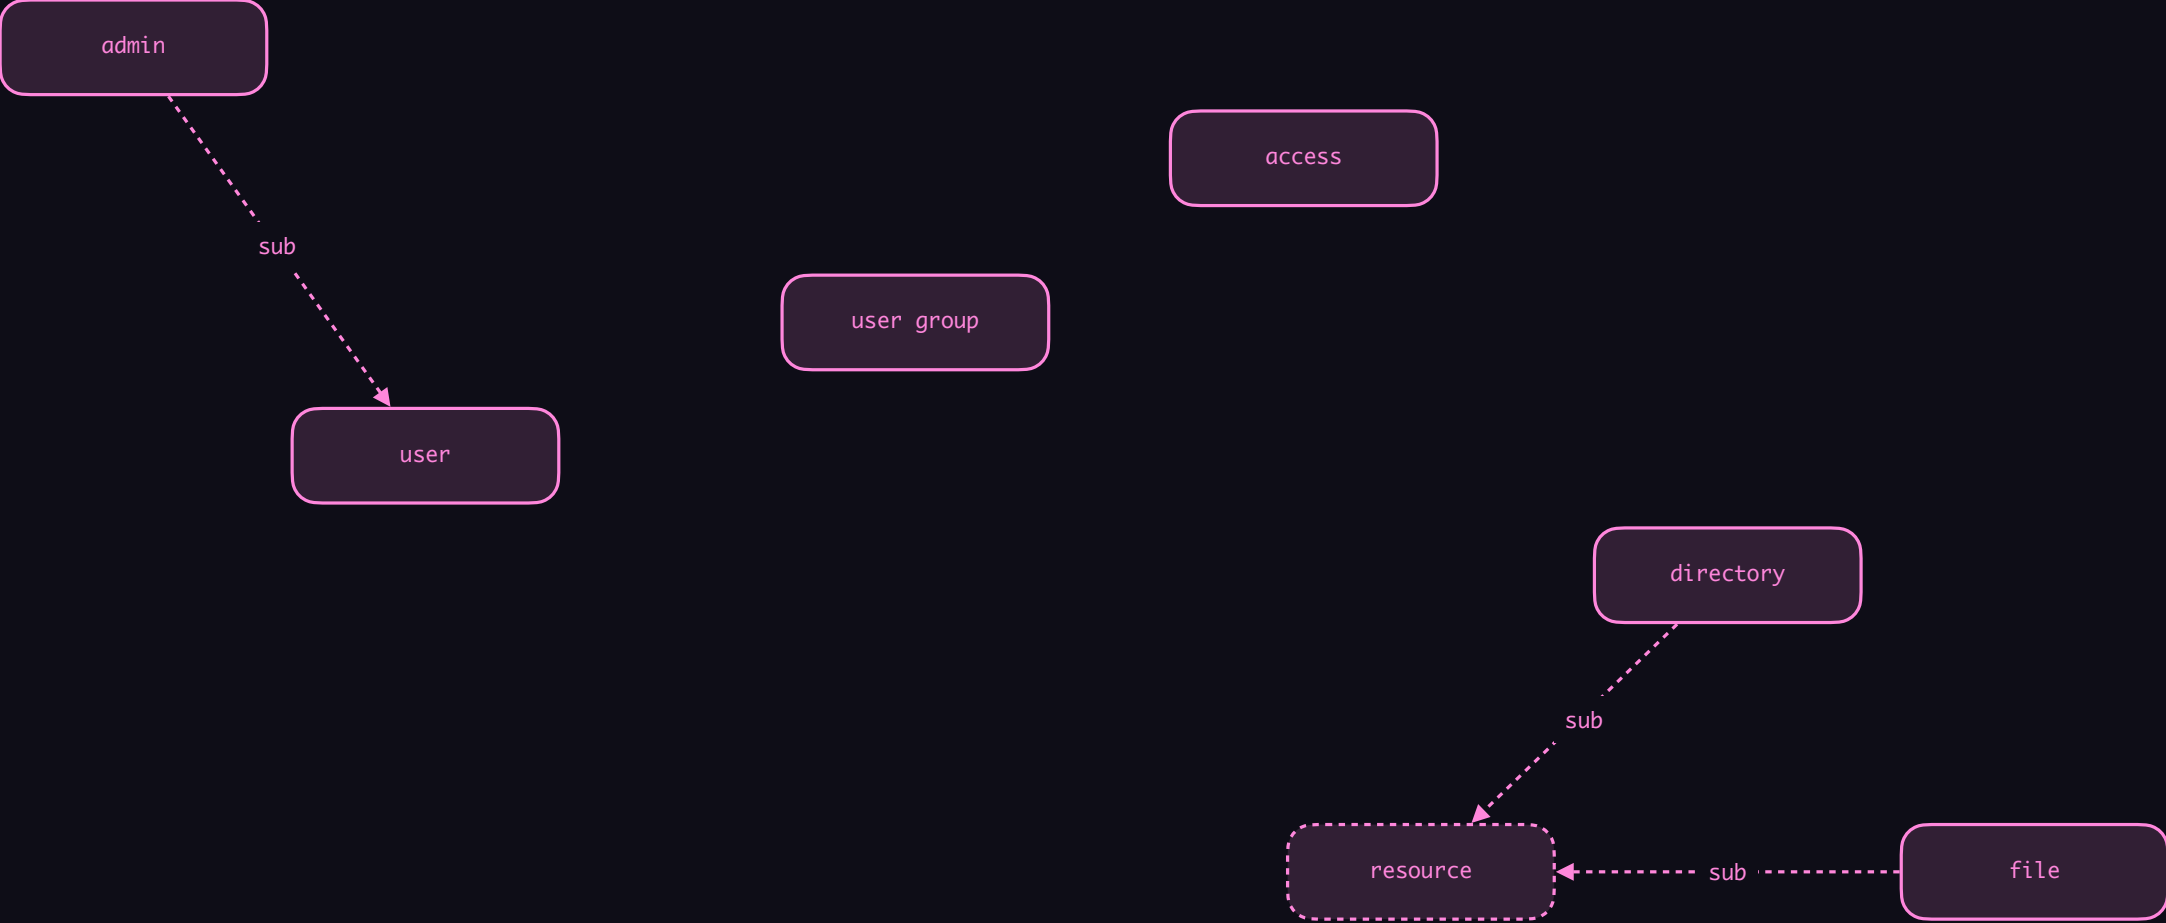 admin
access
sub
user group
user
directory
sub
resource
sub
file